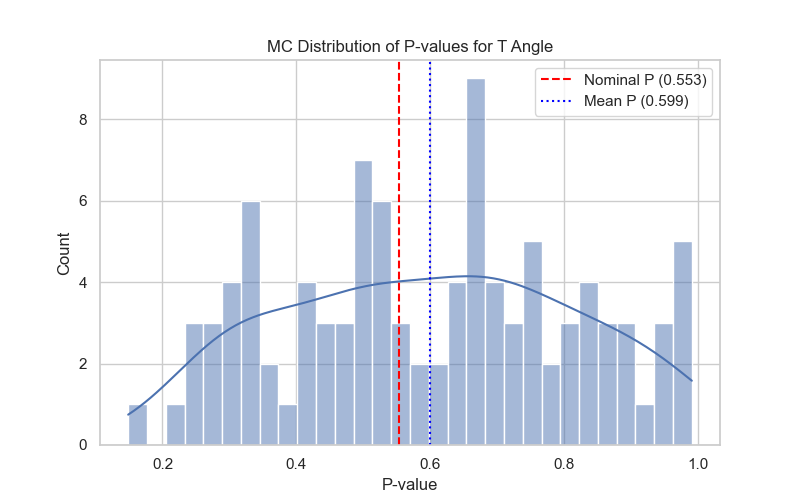 MC Distribution of P-values for T Angle
Nominal P (0.553)
Mean P (0.599)
Count
8
6
4
2
0
0.2 0.4 0.6 0.8 1.0
P-value